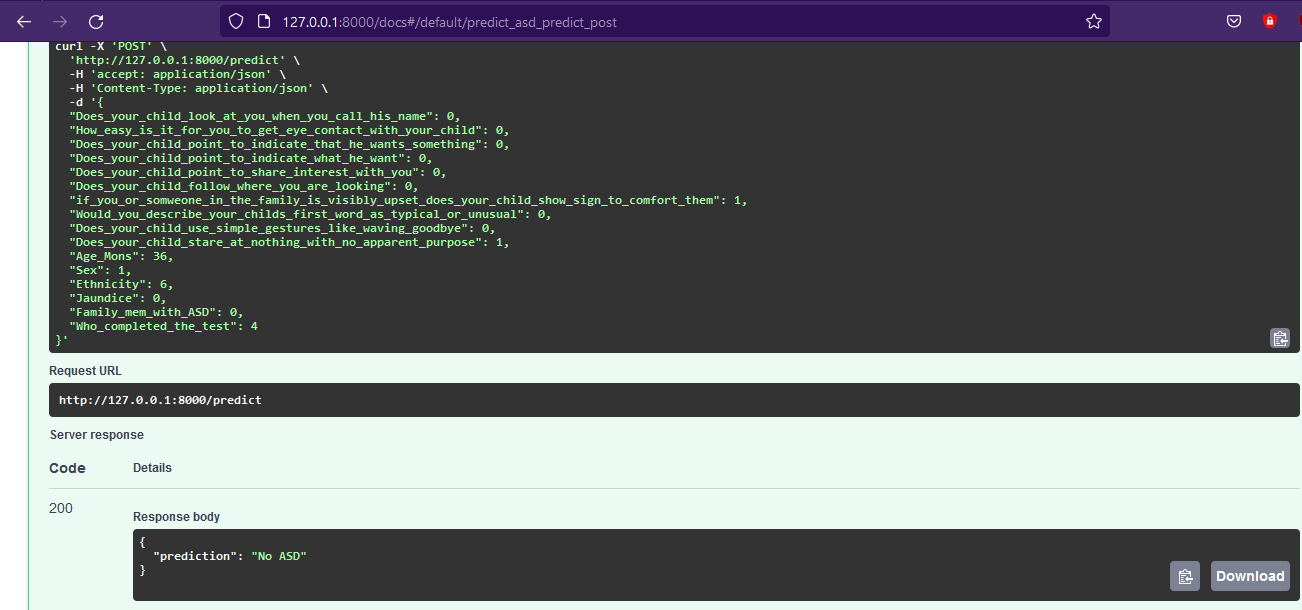 127.0.0.1:8000/docs#/default/predict_asd_predict_post
curl -X 'POST' \
'http://127.0.0.1:8000/predict' \
-H 'accept: application/json' \
-H 'Content-Type: application/json' \
-d '{
"Does_your_child_look_at_you_when_you_call_his_name": 0,
"How_easy_is_it_for_you_to_get_eye_contact_with_your_child": 0,
"Does_your_child_point_to_indicate_that_he_wants_something": 0,
"Does_your_child_point_to_indicate_what_he_want": 0,
"Does_your_child_point_to_share_interest_with_you": 0,
"Does_your_child_follow_where_you_are_looking": 0,
"if_you_or_somweone_in_the_family_is_visibly_upset_does_your_child_show_sign_to_comfort_them": 1,
"Would_you_describe_your_childs_first_word_as_typical_or_unusual": 0,
"Does_your_child_use_simple_gestures_like_waving_goodbye": 0,
"Does_your_child_stare_at_nothing_with_no_apparent_purpose": 1,
"Age_Mons": 36,
"Sex": 1,
"Ethnicity": 6,
"Jaundice": 0,
"Family_mem_with_ASD": 0,
"Who_completed_the_test": 4
}'
Request URL
http://127.0.0.1:8000/predict
Server response
Code Details
200
Response body
{
"prediction": "No ASD"
}
Download